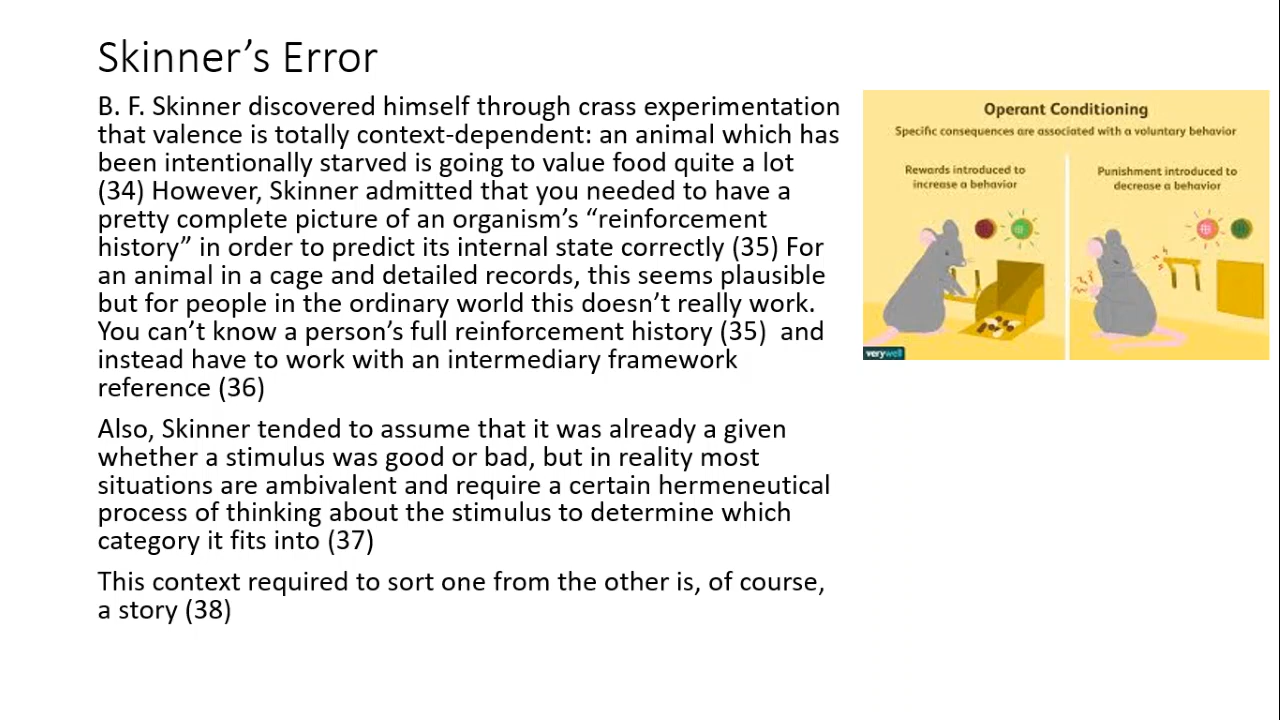 Skinner’s Error
B. F. Skinner discovered himself through crass experimentation
that valence is totally context-dependent: an animal which has
been intentionally starved is going to value food quite a lot
(34) However, Skinner admitted that you needed to have a
pretty complete picture of an organism’s “reinforcement
history” in order to predict its internal state correctly (35) For
an animal in a cage and detailed records, this seems plausible
but for people in the ordinary world this doesn’t really work.
You can’t know a person’s full reinforcement history (35)  and
instead have to work with an intermediary framework
reference (36)
Also, Skinner tended to assume that it was already a given
whether a stimulus was good or bad, but in reality most
situations are ambivalent and require a certain hermeneutical
process of thinking about the stimulus to determine which
category it fits into (37)
This context required to sort one from the other is, of course,
a story (38)
Operant Conditioning
Specific consequences are associated with a voluntary behavior
Rewards introduced to
increase a behavior
Punishment introduced to
decrease a behavior
verywell